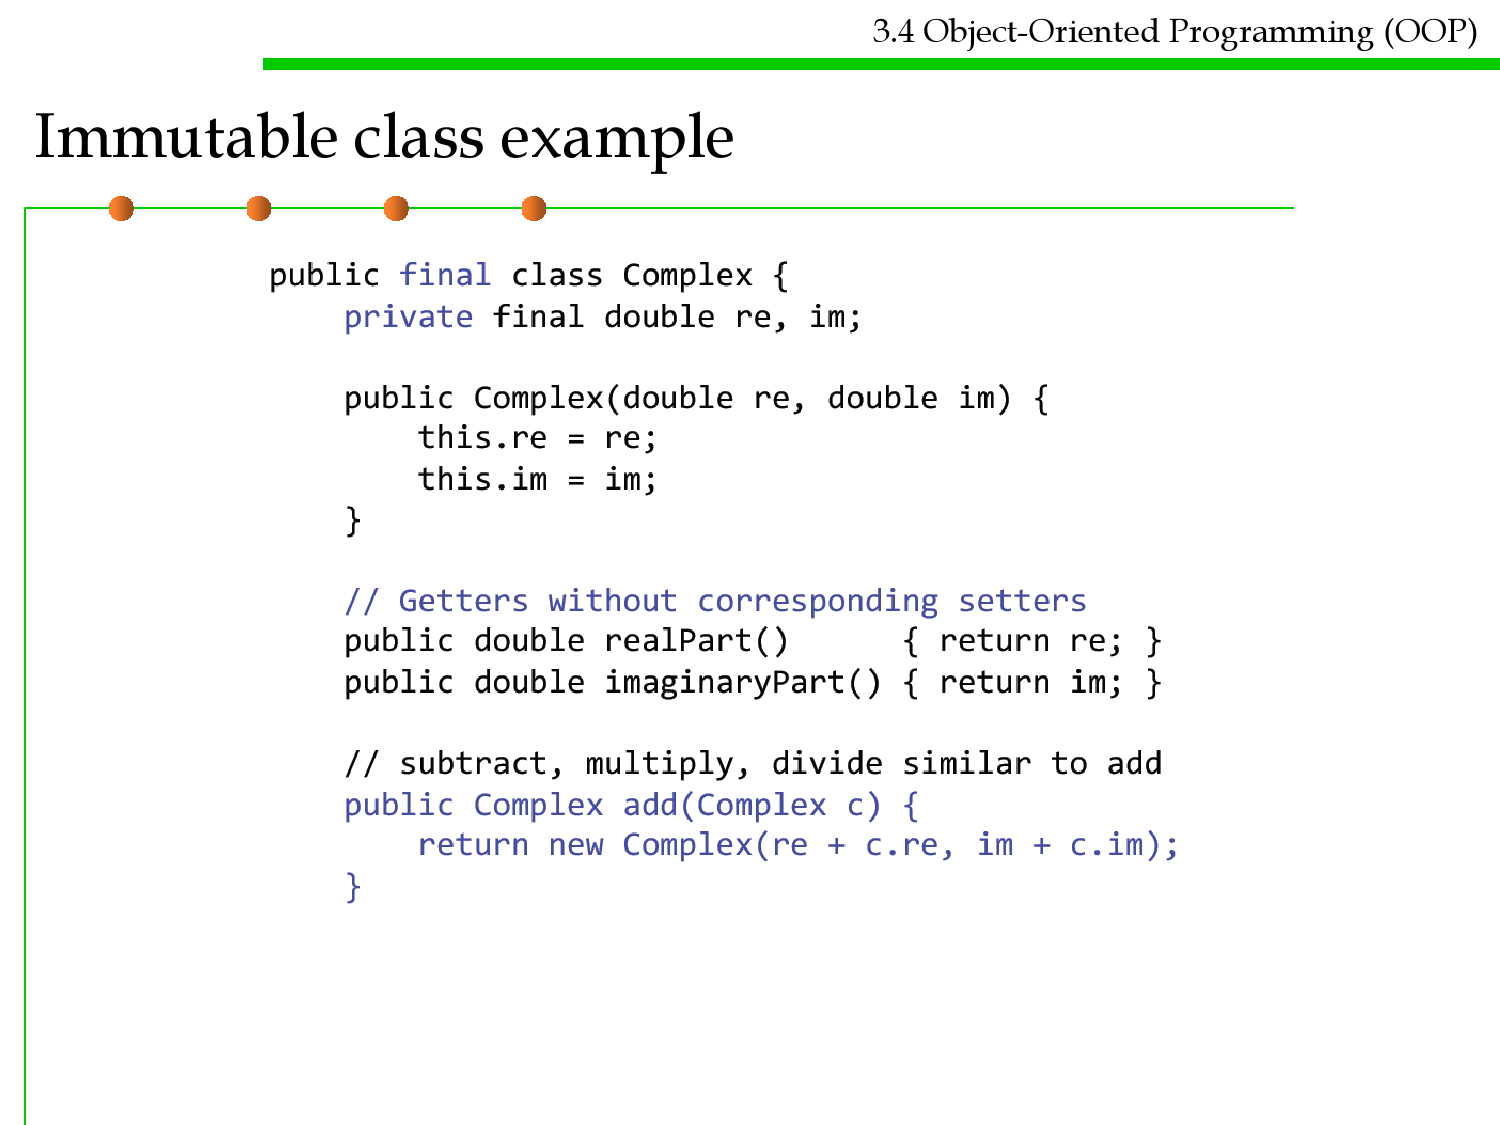 3.4 Object-Oriented Programming (OOP)
Immutable class example
public final class Complex {
    private final double re, im;
    public Complex(double re, double im) {
        this.re = re;
        this.im = im;
    }
    // Getters without corresponding setters
    public double realPart()      { return re; }
    public double imaginaryPart() { return im; }
    // subtract, multiply, divide similar to add
    public Complex add(Complex c) {
        return new Complex(re + c.re, im + c.im);
    }